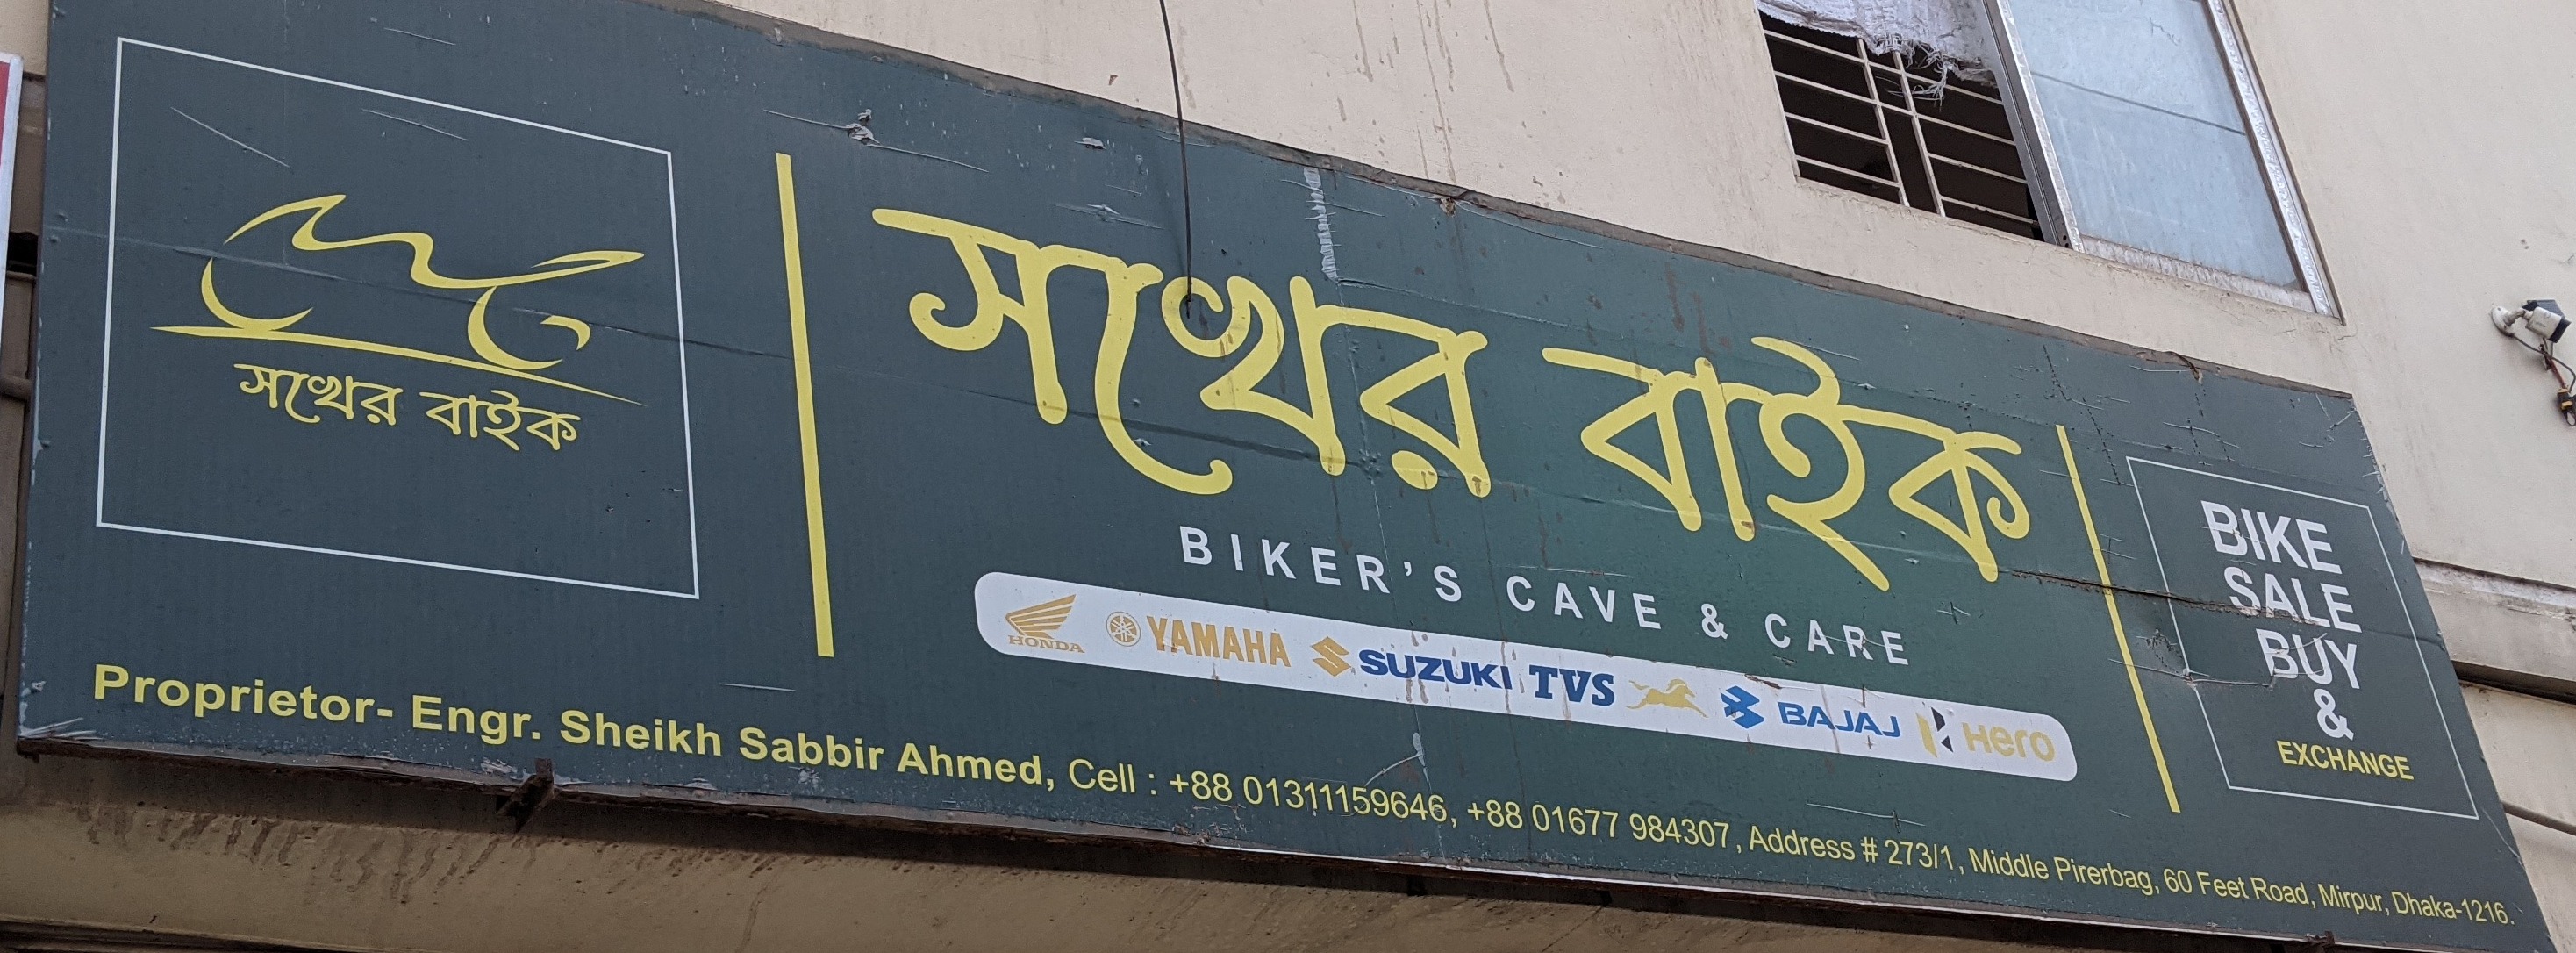 সখের বাইক
সখের বাইক
BIKER'S CAVE & CARE
HONDA YAMAHA SUZUKI TVS BAJAJ Hero
BIKE
SALE
BUY
&
EXCHANGE
Proprietor- Engr. Sheikh Sabbir Ahmed, Cell : +88 01311159646, +88 01677 984307, Address # 273/1, Middle Pirerbag, 60 Feet Road, Mirpur, Dhaka-1216.